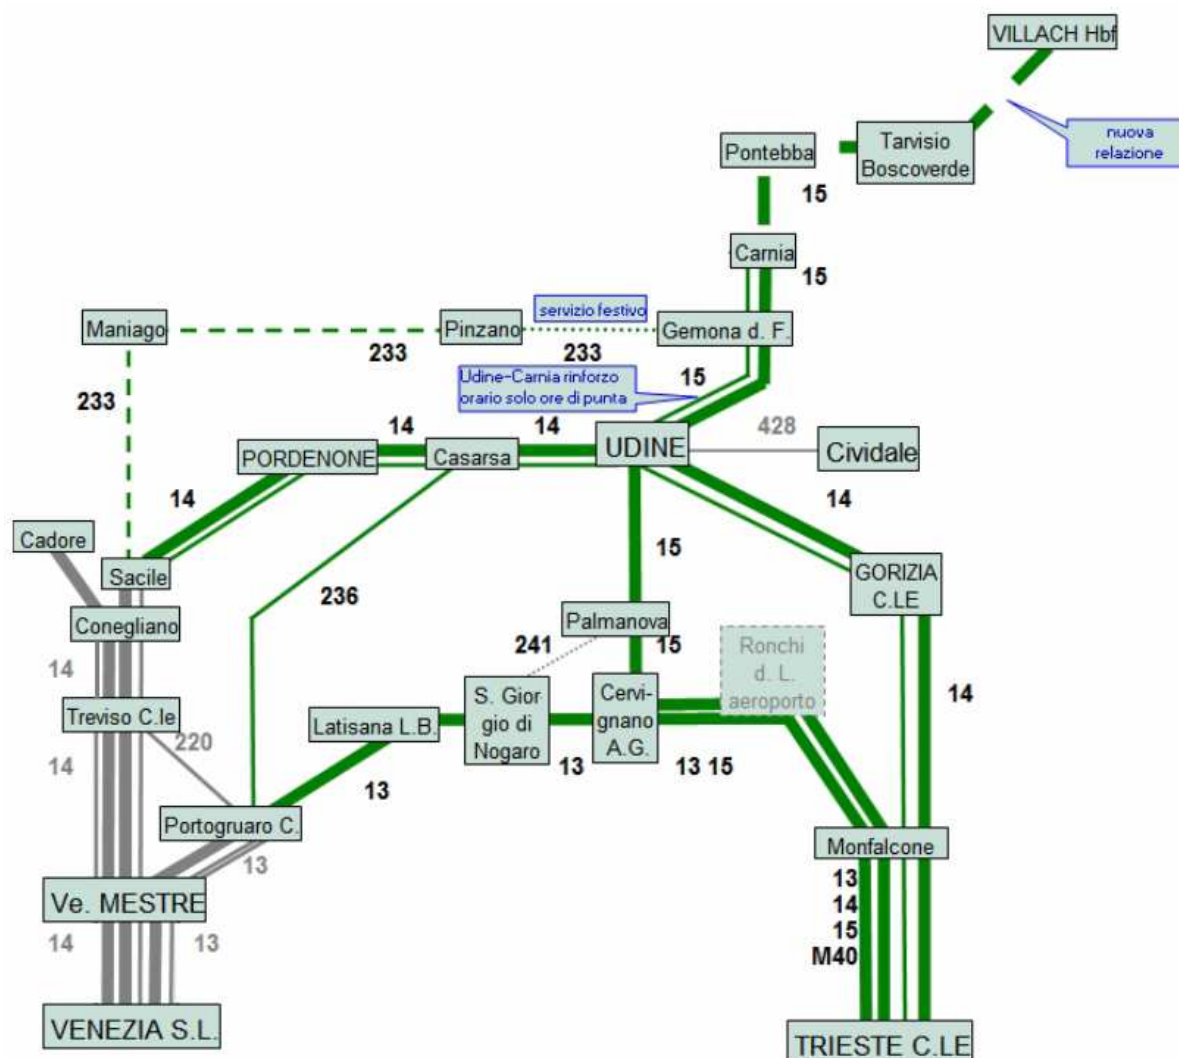 VILLACH Hbf
nuova
relazione
Tarvisio
Boscoverde
Pontebba
15
Carnia
15
servizio festivo
Maniago
Pinzano
Gemona d. F.
233
233
233
Udine-Carnia rinforzo
orario solo ore di punta
15
14
14
428
UDINE
PORDENONE
Casarsa
Cividale
14
14
Cadore
15
Sacile
GORIZIA
C.LE
236
Conegliano
Palmanova
241
15
Ronchi
d. L.
aeroporto
14
14
S. Gior
gio di
Nogaro
Cervi-
gnano
A.G.
Treviso C.le
Latisana L.B.
220
14
13
13 15
13
Portogruaro C.
Monfalcone
13
13
14
15
M40
Ve. MESTRE
14
13
VENEZIA S.L.
TRIESTE C.LE